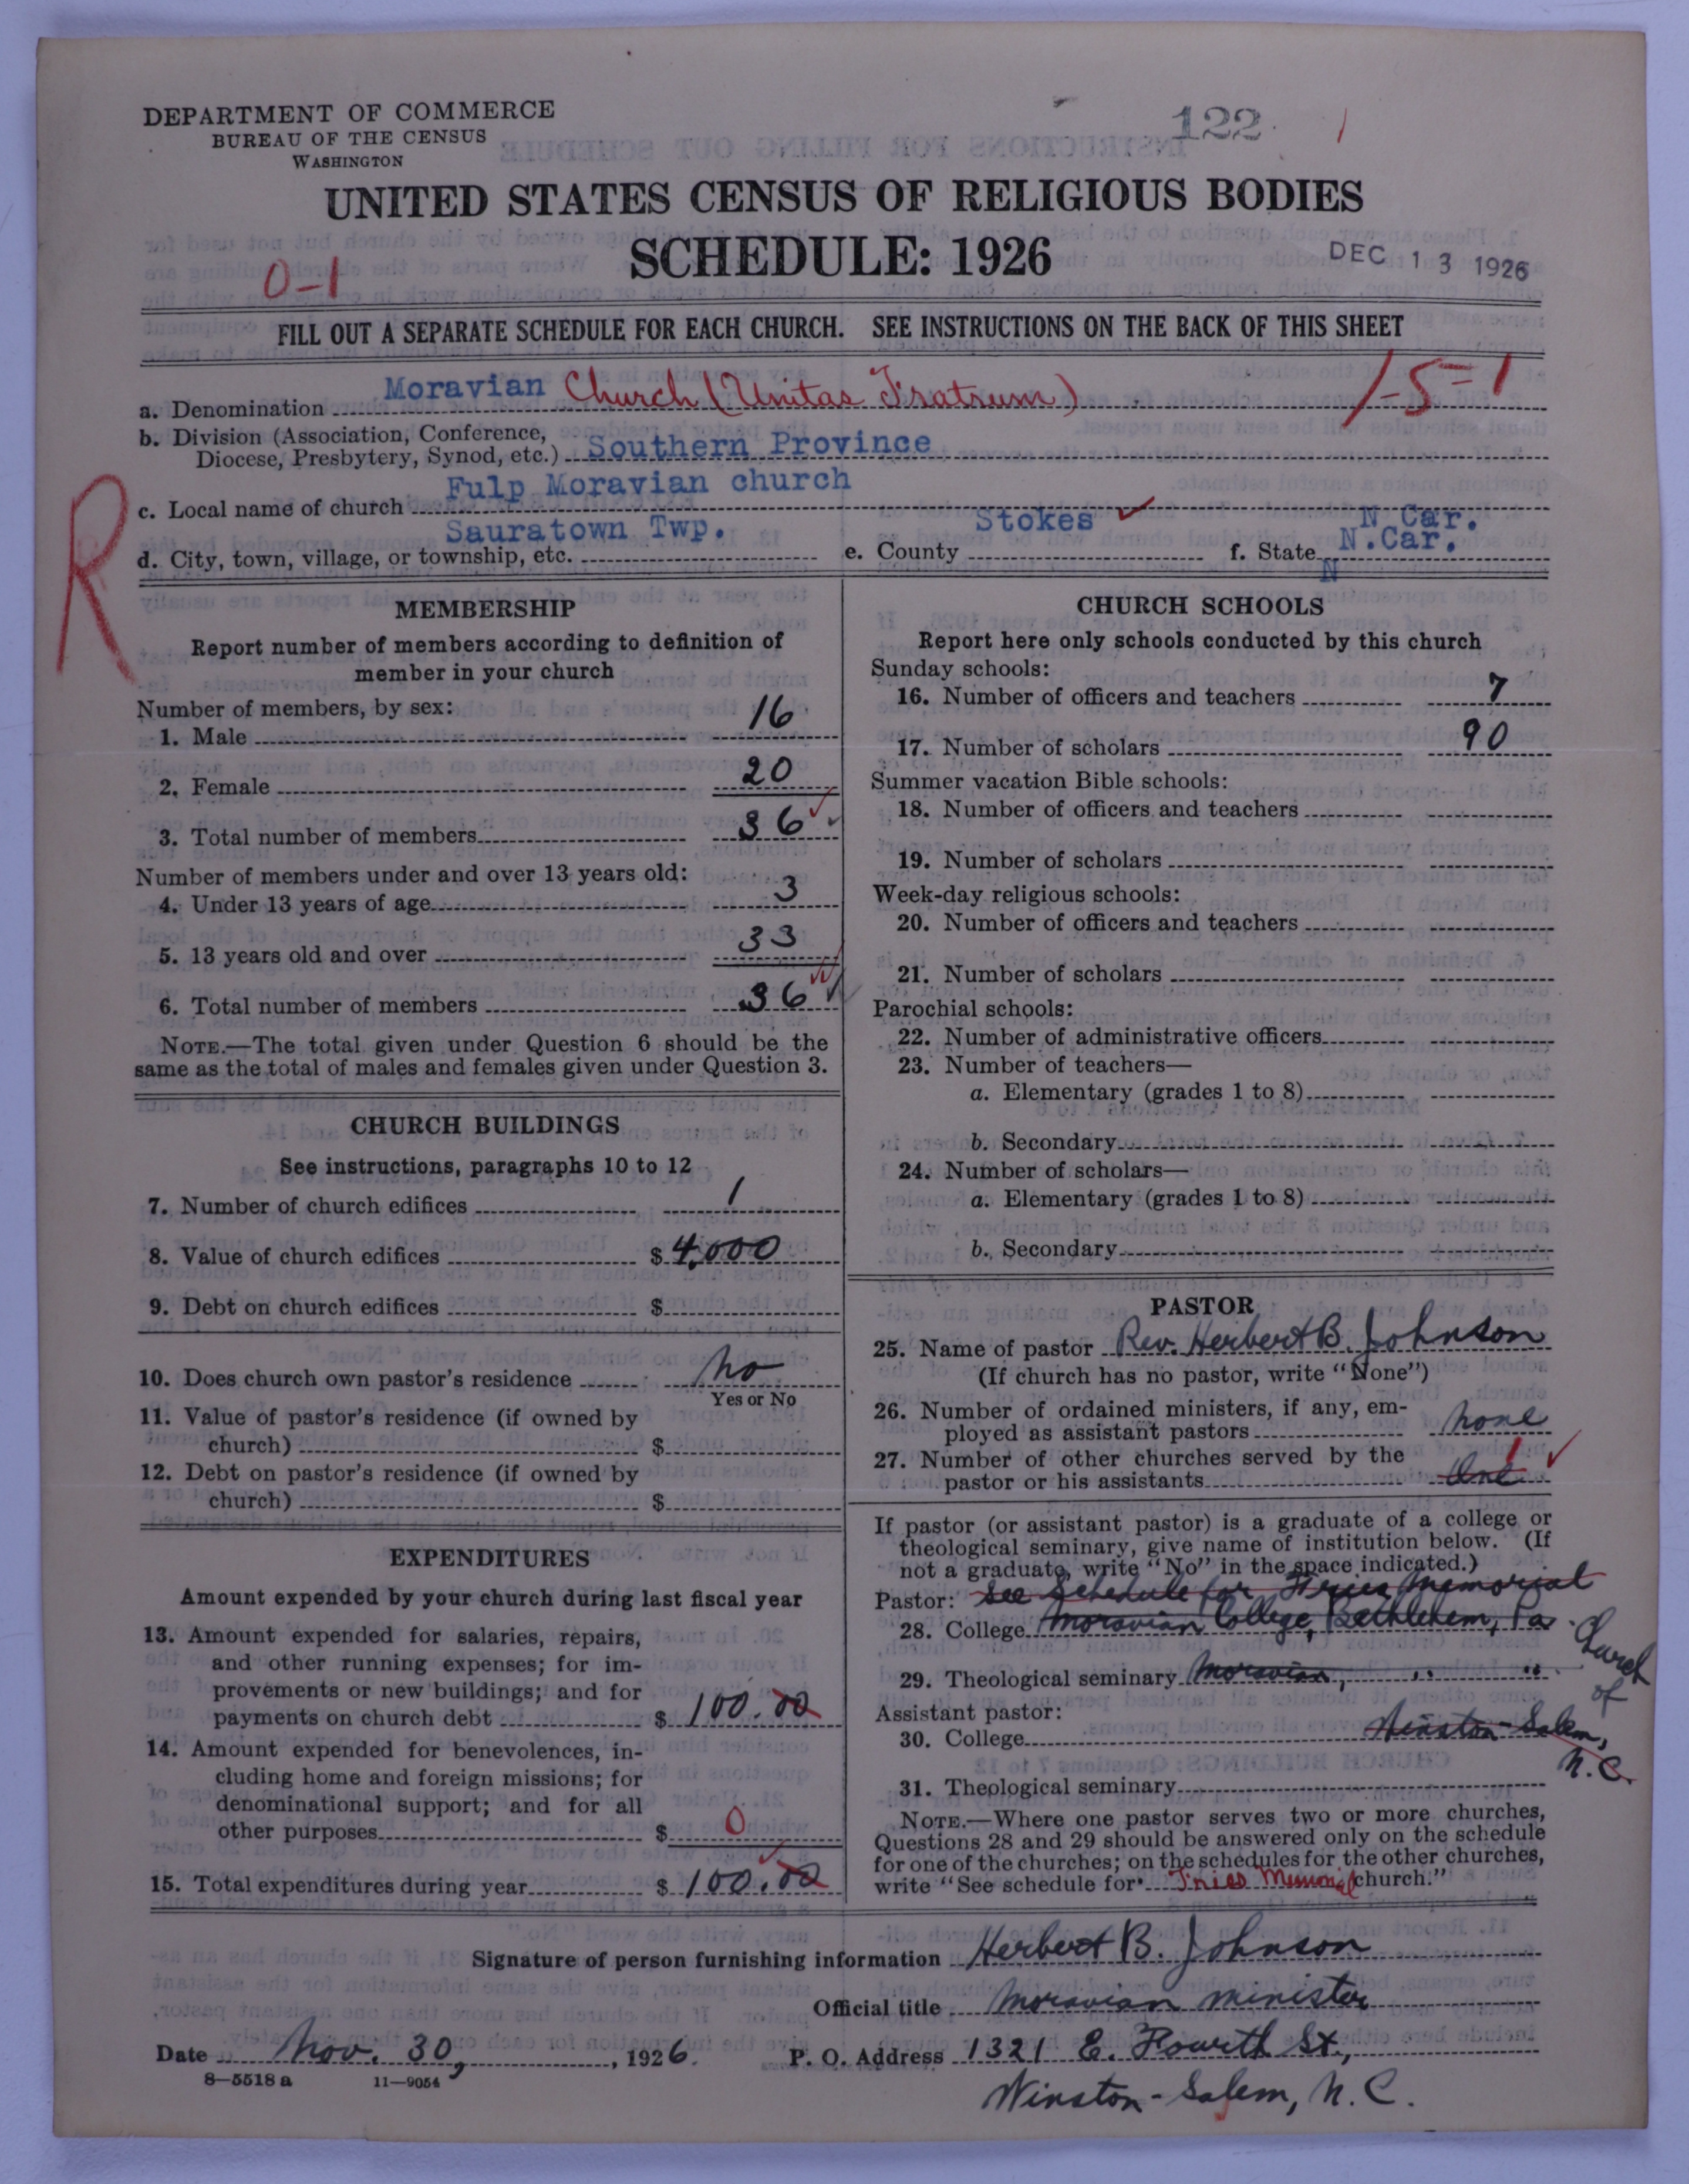 DEPARTMENT OF COMMERCE
BUREAU OF THE CENSUS
WASHINGTON
122
UNITED STATES CENSUS OF RELIGIOUS BODIES
SCHEDULE: 1926
DEC 13 1926
0-1
FILL OUT A SEPARATE SCHEDULE FOR EACH CHURCH. SEE INSTRUCTIONS ON THE BACK OF THIS SHEET
1-5-1
a. Denomination Moravian Church (Unitas Fratrum)
b. Division (Association, Conference,
Diocese, Presbytery, Synod, etc.) Southern Province
R
c. Local name of church Fulp Moravian church
N Car.
d. City, town, village, or township, etc. Sauratown Twp. e. County Stokes f. State N.Car.
N
MEMBERSHIP
Report number of members according to definition of
member in your church
Number of members, by sex:
1. Male 16
2. Female 20
3. Total number of members 36
Number of members under and over 13 years old:
4. Under 13 years of age 3
5. 13 years old and over 33
6. Total number of members 36
NOTE.—The total given under Question 6 should be the
same as the total of males and females given under Question 3.
CHURCH BUILDINGS
See instructions, paragraphs 10 to 12
7. Number of church edifices 1
8. Value of church edifices $ 4,000
9. Debt on church edifices $
10. Does church own pastor's residence No
Yes or No
11. Value of pastor's residence (if owned by
church) $
12. Debt on pastor's residence (if owned by
church) $
EXPENDITURES
Amount expended by your church during last fiscal year
13. Amount expended for salaries, repairs,
and other running expenses; for im-
provements or new buildings; and for
payments on church debt $ 100.00
14. Amount expended for benevolences, in-
cluding home and foreign missions; for
denominational support; and for all
other purposes $ 0
15. Total expenditures during year $ 100.00
CHURCH SCHOOLS
Report here only schools conducted by this church
Sunday schools:
16. Number of officers and teachers 7
17. Number of scholars 90
Summer vacation Bible schools:
18. Number of officers and teachers
19. Number of scholars
Week-day religious schools:
20. Number of officers and teachers
21. Number of scholars
Parochial schools:
22. Number of administrative officers
23. Number of teachers—
a. Elementary (grades 1 to 8)
b. Secondary
24. Number of scholars—
a. Elementary (grades 1 to 8)
b. Secondary
PASTOR
25. Name of pastor Rev. Herbert B. Johnson
(If church has no pastor, write "None")
26. Number of ordained ministers, if any, em-
ployed as assistant pastors none
27. Number of other churches served by the
pastor or his assistants One 1
If pastor (or assistant pastor) is a graduate of a college or
theological seminary, give name of institution below. (If
not a graduate, write "No" in the space indicated.)
Pastor: See Schedule for Fries Memorial
28. College Moravian College, Bethlehem, Pa.
Church
29. Theological seminary Moravian, " "
of
Assistant pastor:
30. College Winston-Salem,
N.C.
31. Theological seminary
NOTE.—Where one pastor serves two or more churches,
Questions 28 and 29 should be answered only on the schedule
for one of the churches; on the schedules for the other churches,
write "See schedule for Fries Memorial church."
Signature of person furnishing information Herbert B. Johnson
Official title Moravian minister
Date Nov. 30, 1926. P. O. Address 1321 E. Fourth St.,
8—5518 a 11—9054
Winston-Salem, N. C.